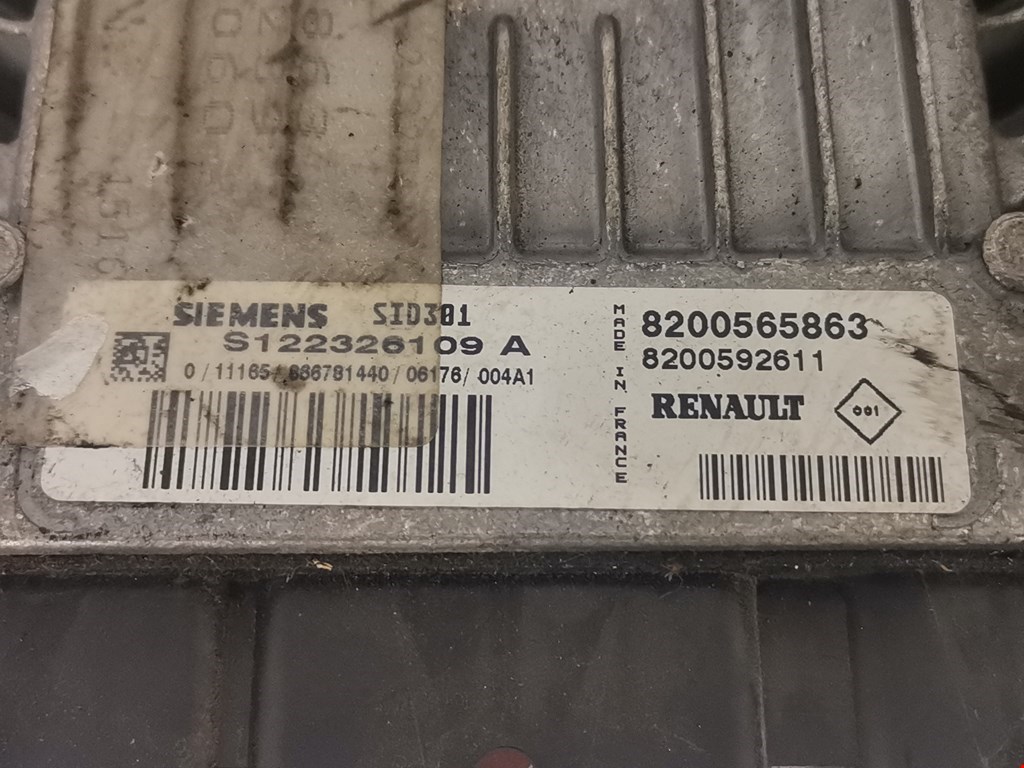 SIEMENS SID301
S122326109 A
0 / 11165 / 886781440 / 06176 / 004A1
MADE IN FRANCE
8200565863
8200592611
RENAULT
001